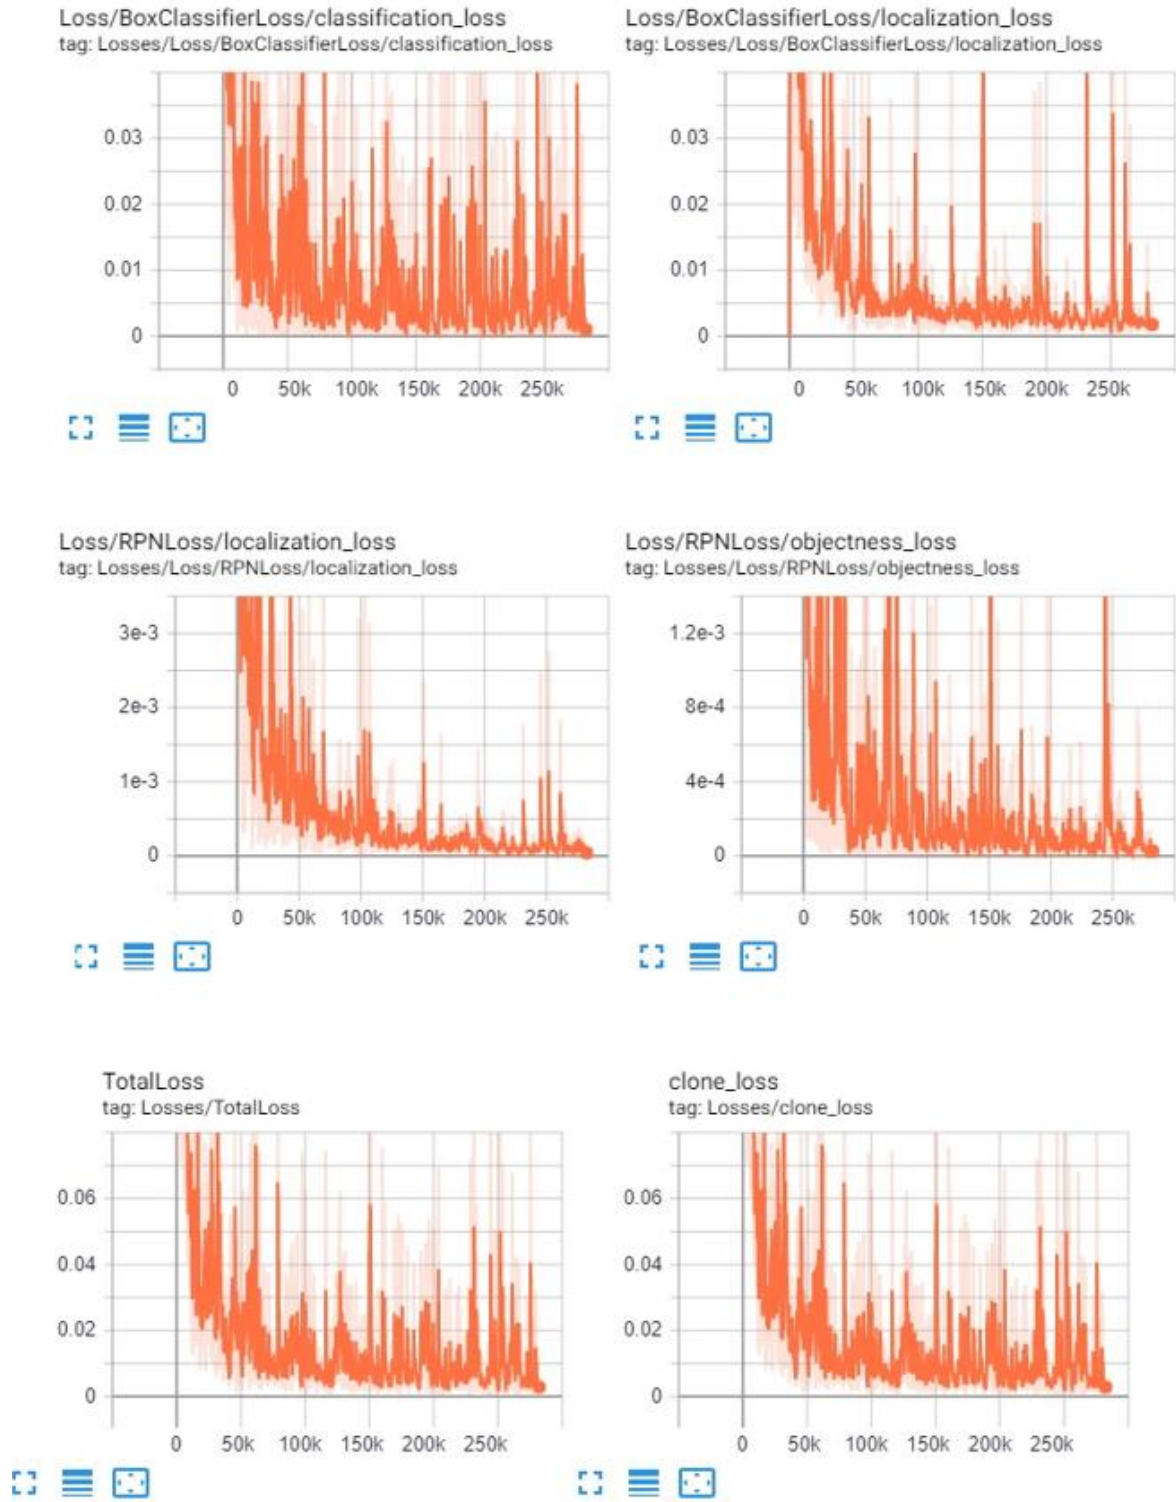 Loss/BoxClassifierLoss/classification_loss
tag: Losses/Loss/BoxClassifierLoss/classification_loss
0.03
0.02
0.01
0
0 50k 100k 150k 200k 250k
Loss/BoxClassifierLoss/localization_loss
tag: Losses/Loss/BoxClassifierLoss/localization_loss
0.03
0.02
0.01
0
0 50k 100k 150k 200k 250k
Loss/RPNLoss/localization_loss
tag: Losses/Loss/RPNLoss/localization_loss
3e-3
2e-3
1e-3
0
0 50k 100k 150k 200k 250k
Loss/RPNLoss/objectness_loss
tag: Losses/Loss/RPNLoss/objectness_loss
1.2e-3
8e-4
4e-4
0
0 50k 100k 150k 200k 250k
TotalLoss
tag: Losses/TotalLoss
0.06
0.04
0.02
0
0 50k 100k 150k 200k 250k
clone_loss
tag: Losses/clone_loss
0.06
0.04
0.02
0
0 50k 100k 150k 200k 250k